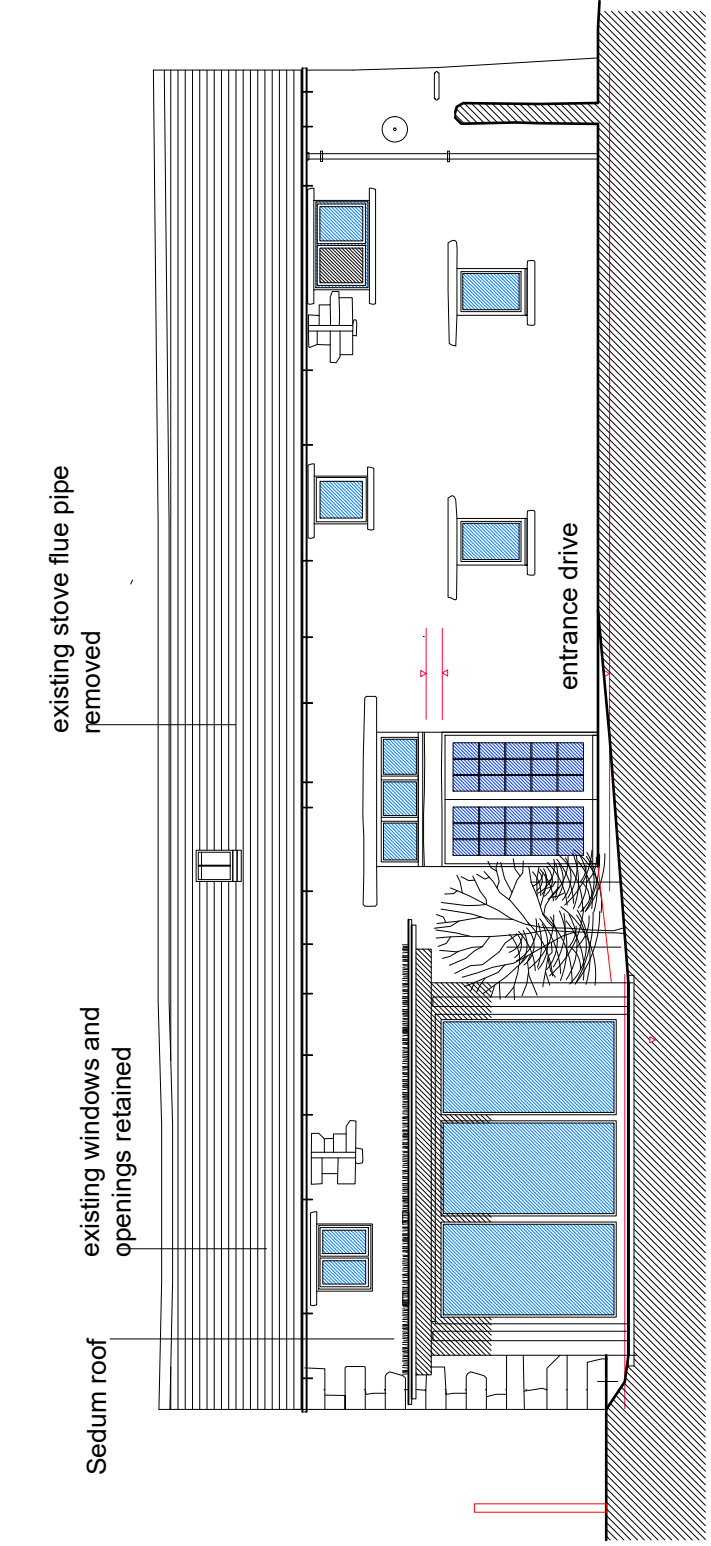 Sedum roof
existing windows and
openings retained
existing stove flue pipe
removed
entrance drive